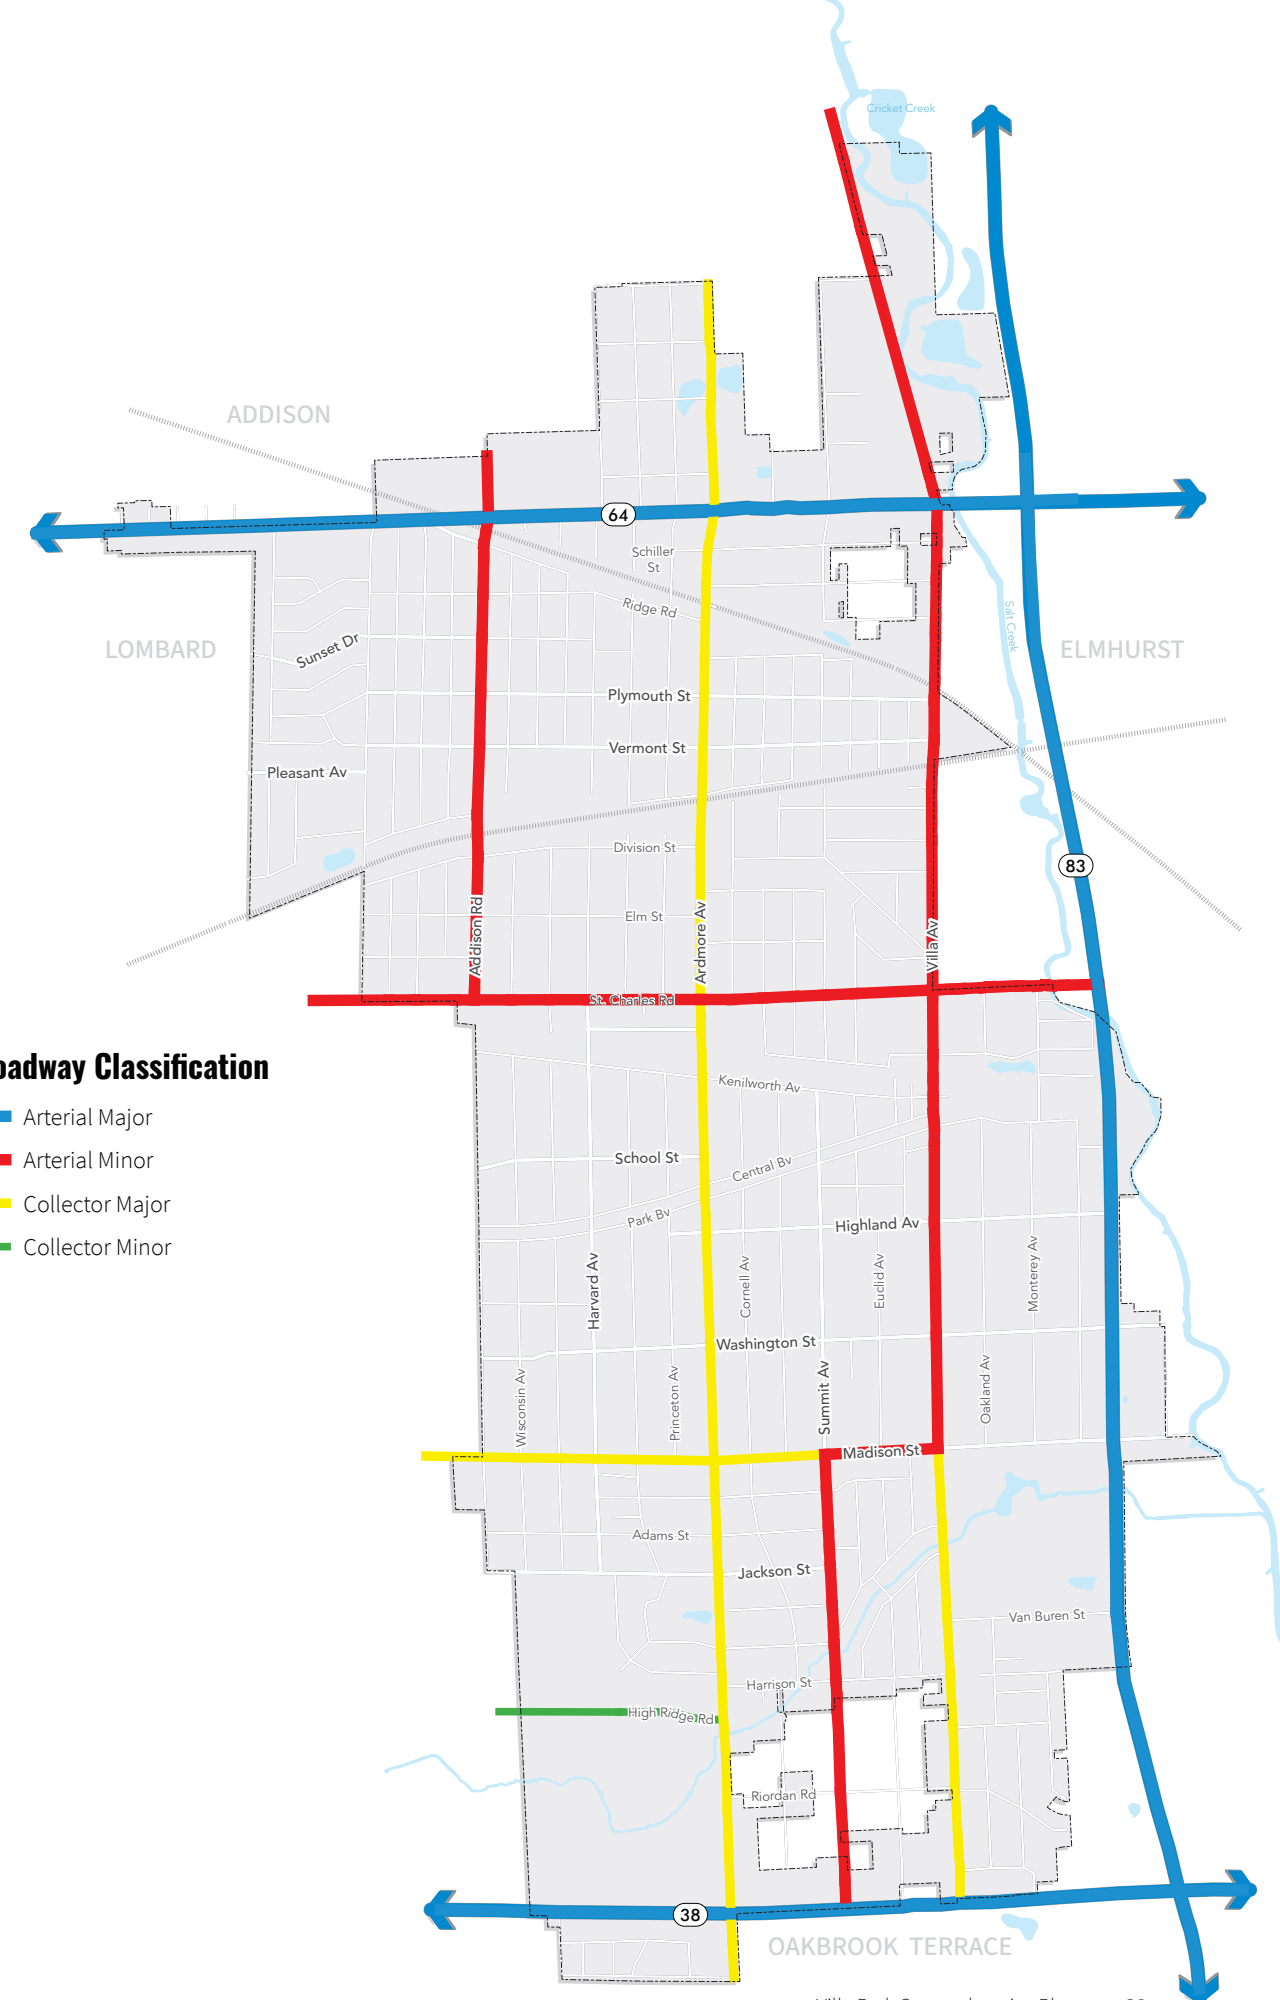 Cricket Creek
ADDISON
64
Schiller
St
Ridge Rd
Salt Creek
LOMBARD
Sunset Dr
ELMHURST
Plymouth St
Vermont St
Pleasant Av
Division St
83
Elm St
Addison Rd
Ardmore Av
Villa Av
St. Charles Rd
oadway Classification
Arterial Major
Arterial Minor
Collector Major
Collector Minor
Kenilworth Av
School St
Central Bv
Park Bv
Highland Av
Harvard Av
Cornell Av
Euclid Av
Monterey Av
Washington St
Wisconsin Av
Princeton Av
Summit Av
Oakland Av
Madison St
Adams St
Jackson St
Van Buren St
Harrison St
High Ridge Rd
Riordan Rd
38
OAKBROOK TERRACE